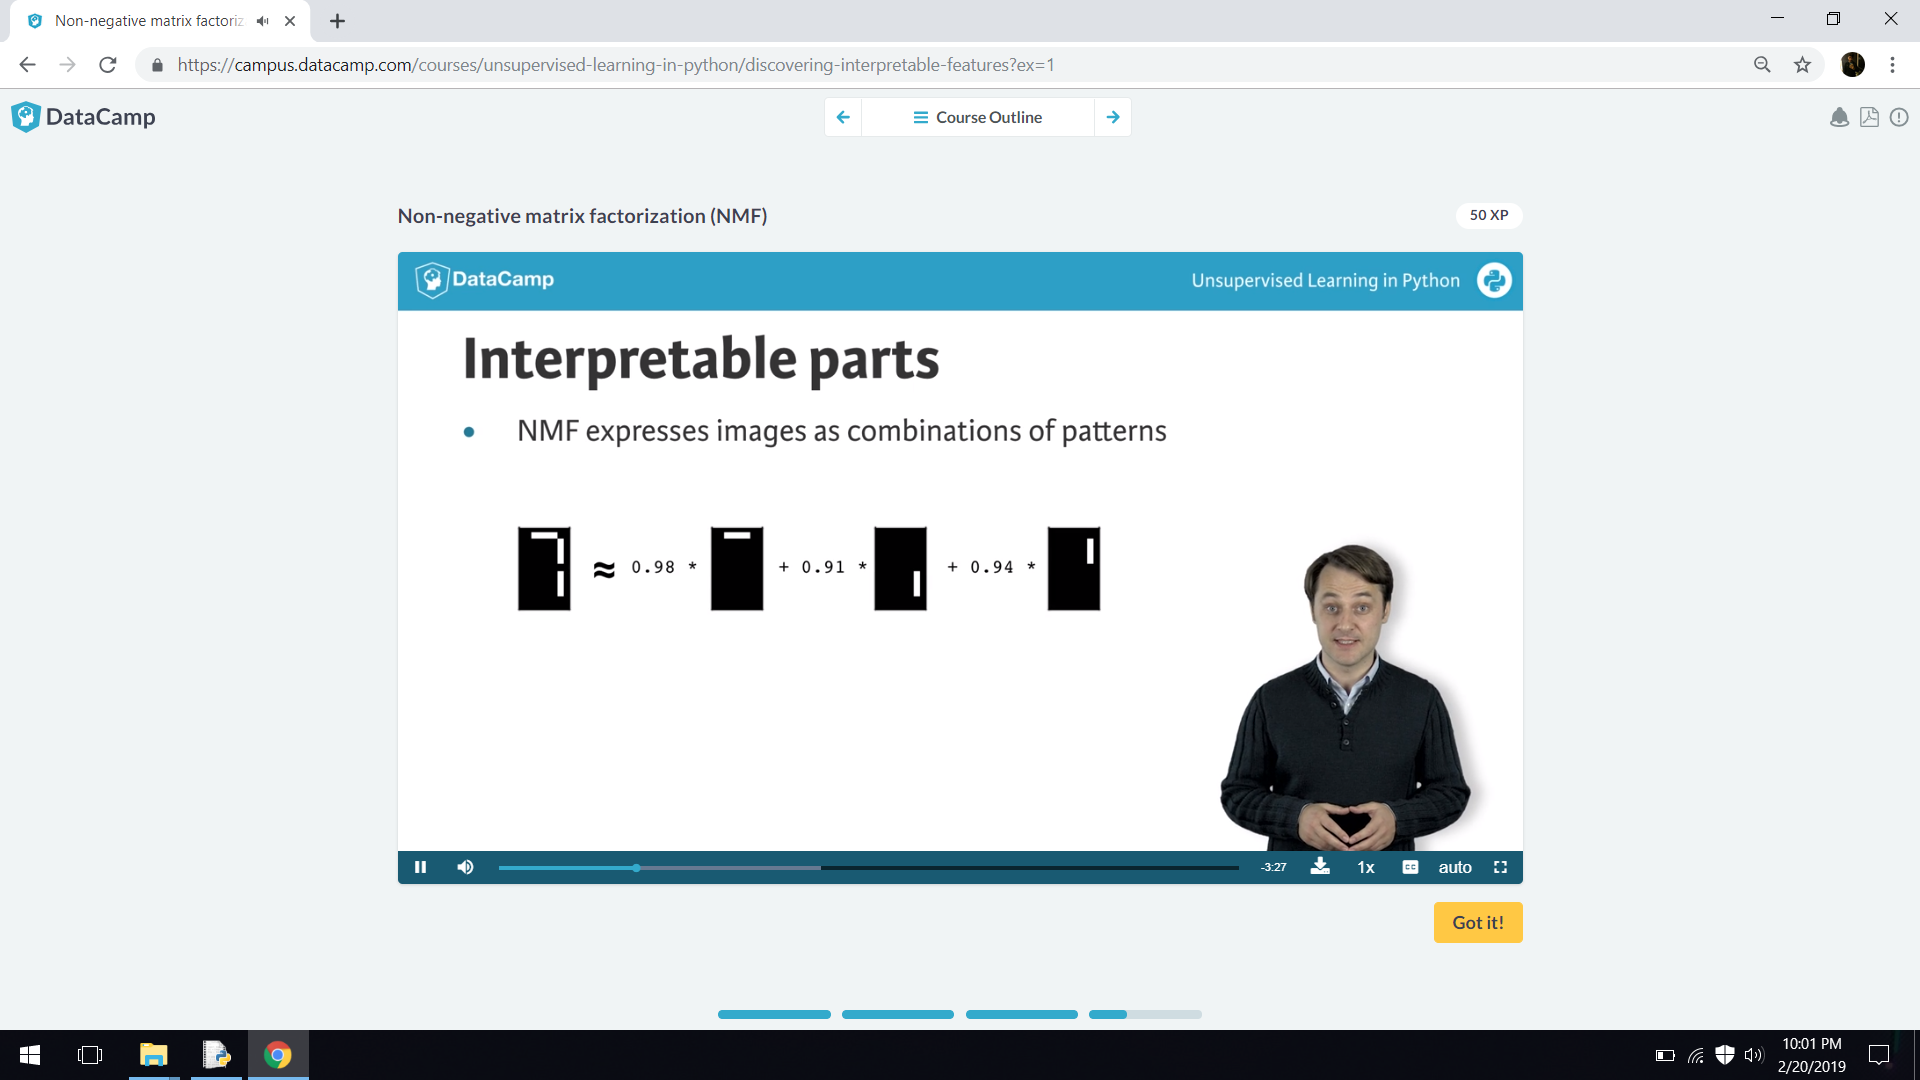 Non-negative matrix factoriz
https://campus.datacamp.com/courses/unsupervised-learning-in-python/discovering-interpretable-features?ex=1
DataCamp
Course Outline
Non-negative matrix factorization (NMF)
50 XP
DataCamp
Unsupervised Learning in Python
Interpretable parts
• NMF expresses images as combinations of patterns
≈ 0.98 * + 0.91 * + 0.94 *
-3:27
1x
CC
auto
Got it!
10:01 PM
2/20/2019